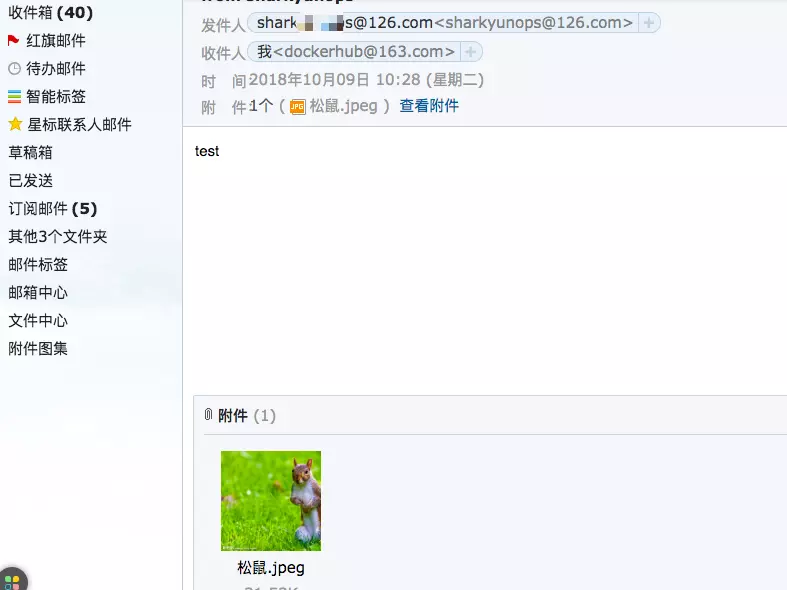 收件箱 (40)
红旗邮件
待办邮件
智能标签
星标联系人邮件
草稿箱
已发送
订阅邮件 (5)
其他3个文件夹
邮件标签
邮箱中心
文件中心
附件图集
发件人 shark s@126.com<sharkyunops@126.com>
收件人 我<dockerhub@163.com>
时 间 2018年10月09日 10:28 (星期二)
附 件 1个 ( JPG 松鼠.jpeg ) 查看附件
test
附件 (1)
松鼠.jpeg